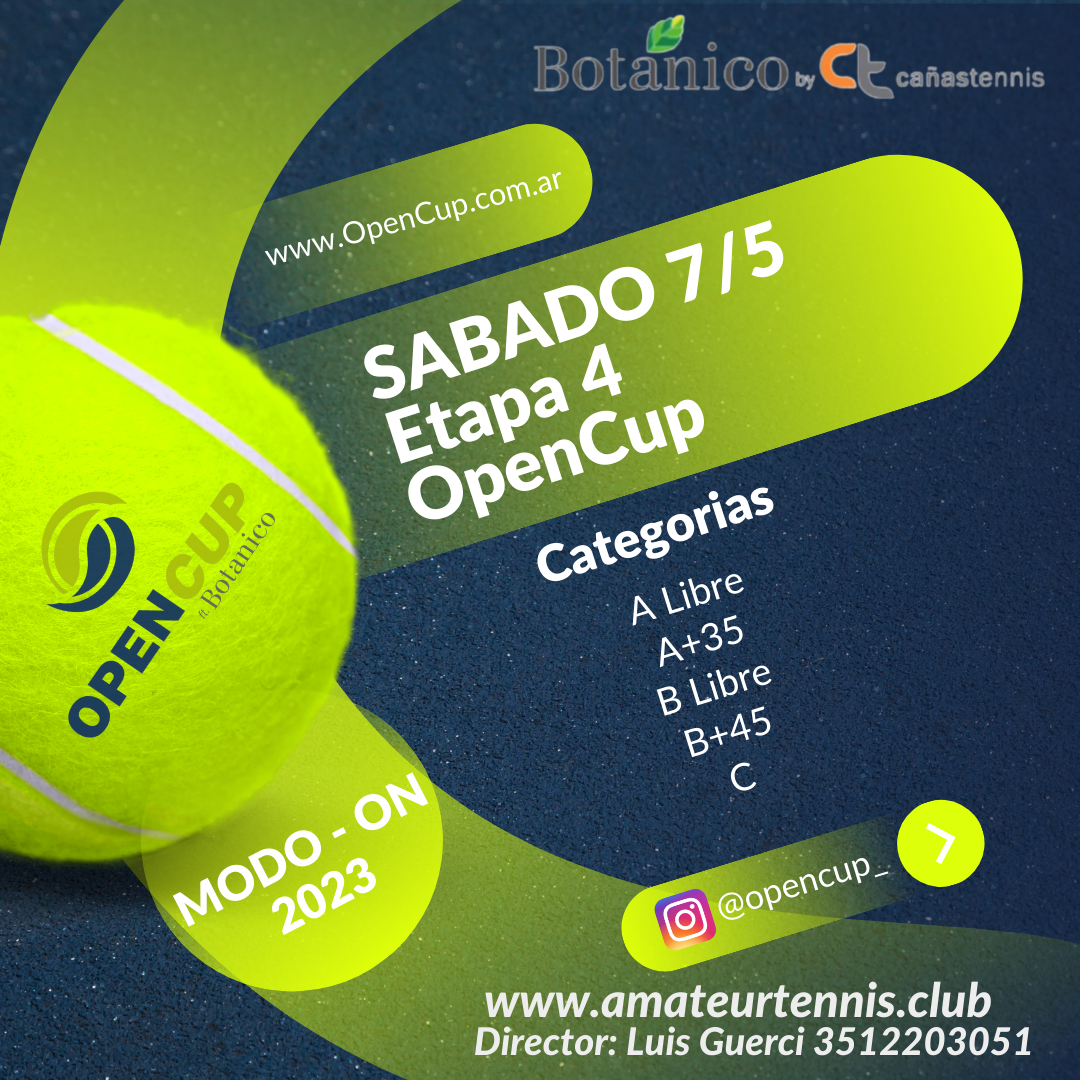 Botanico by ct cañastennis
www.OpenCup.com.ar
SABADO 7/5
Etapa 4
OpenCup
Categorias
A Libre
A+35
B Libre
B+45
C
OPEN CUP
ft. Botanico
MODO - ON
2023
@opencup_
www.amateurtennis.club
Director: Luis Guerci 3512203051